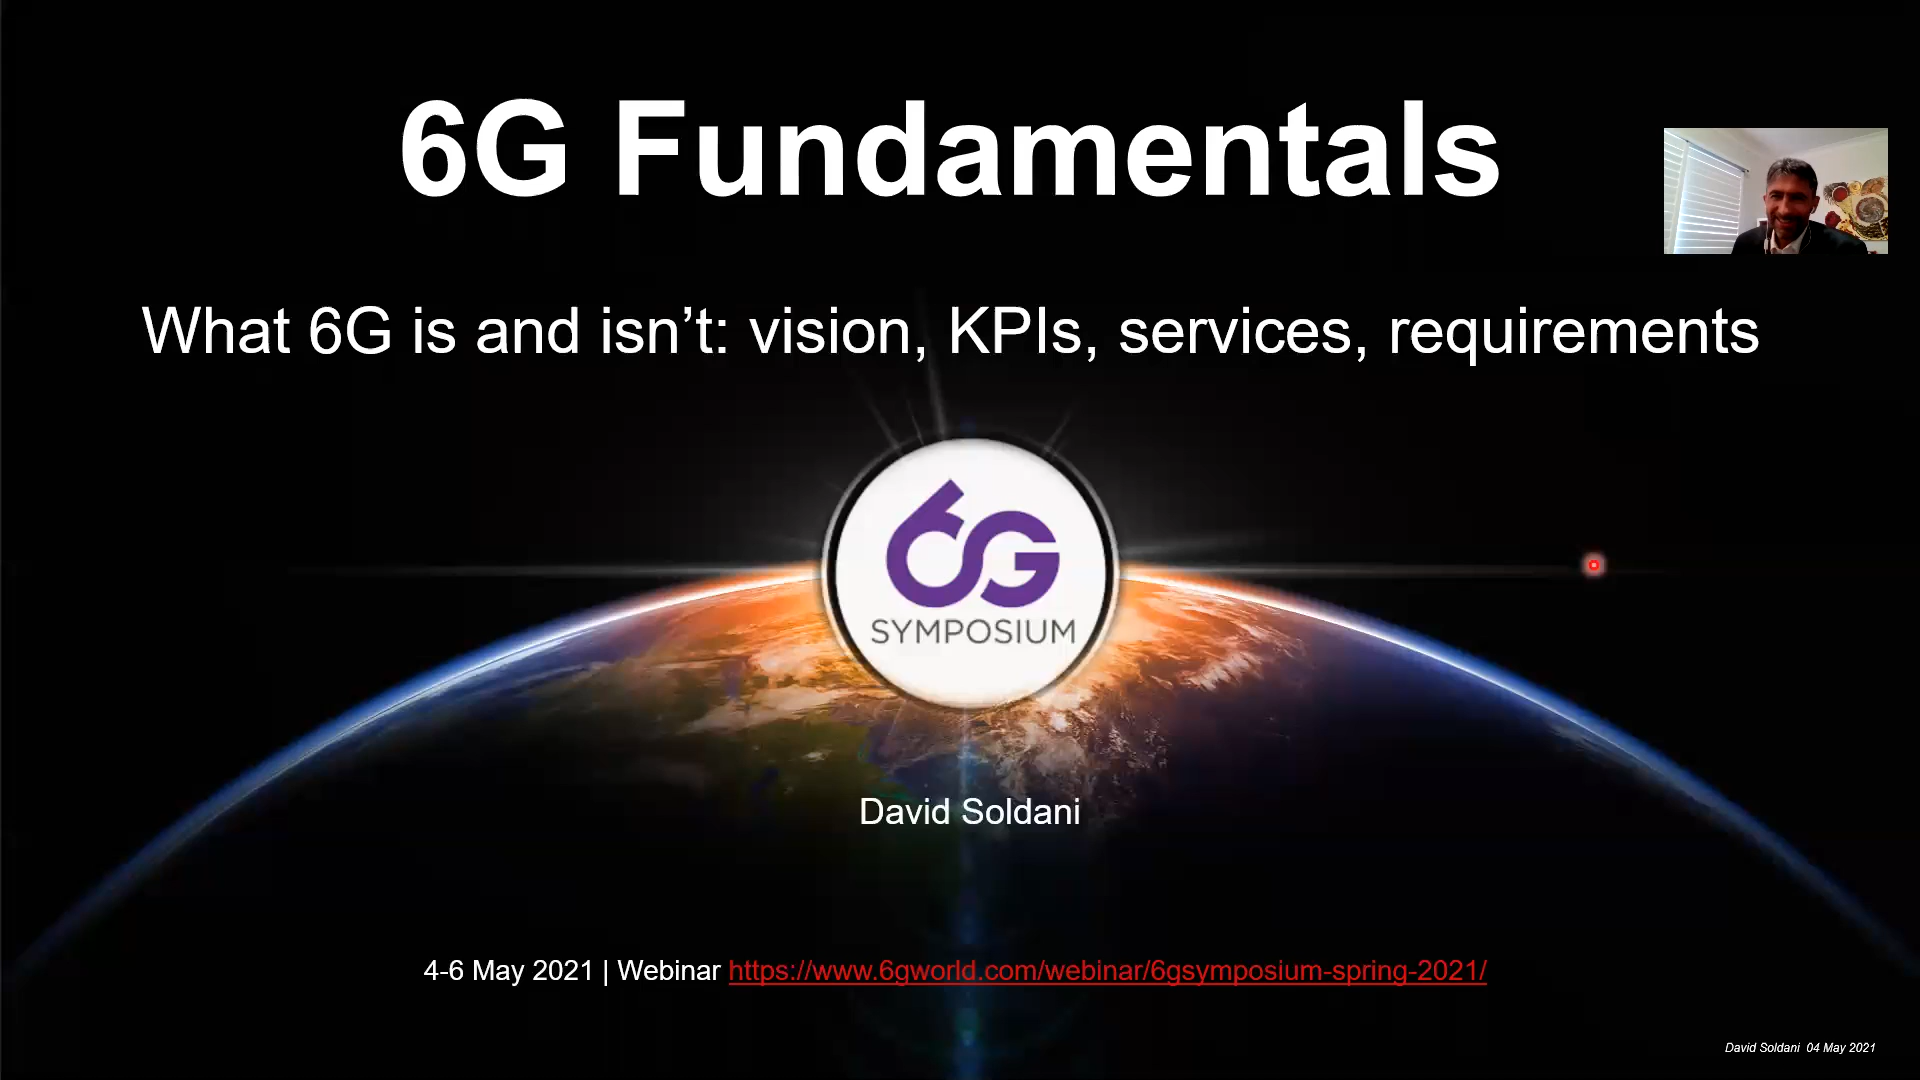 6G Fundamentals
What 6G is and isn’t: vision, KPIs, services, requirements
6G
SYMPOSIUM
David Soldani
4-6 May 2021 | Webinar https://www.6gworld.com/webinar/6gsymposium-spring-2021/
David Soldani 04 May 2021